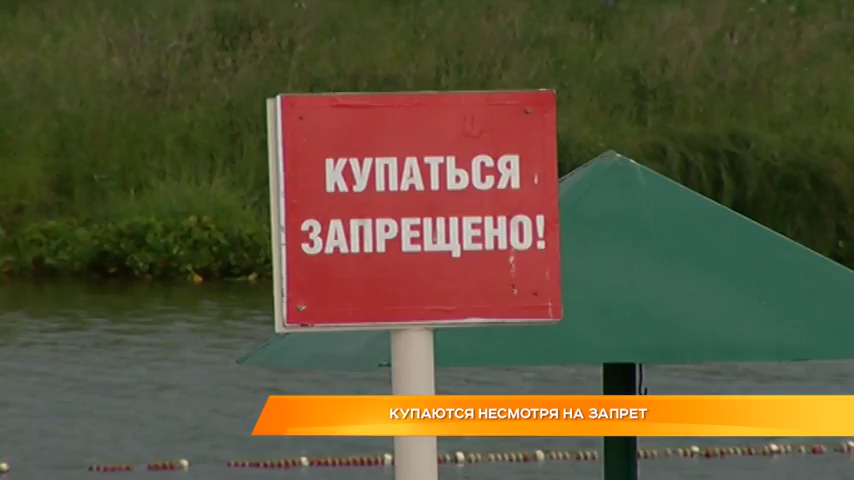 КУПАТЬСЯ
ЗАПРЕЩЕНО!
КУПАЮТСЯ НЕСМОТРЯ НА ЗАПРЕТ